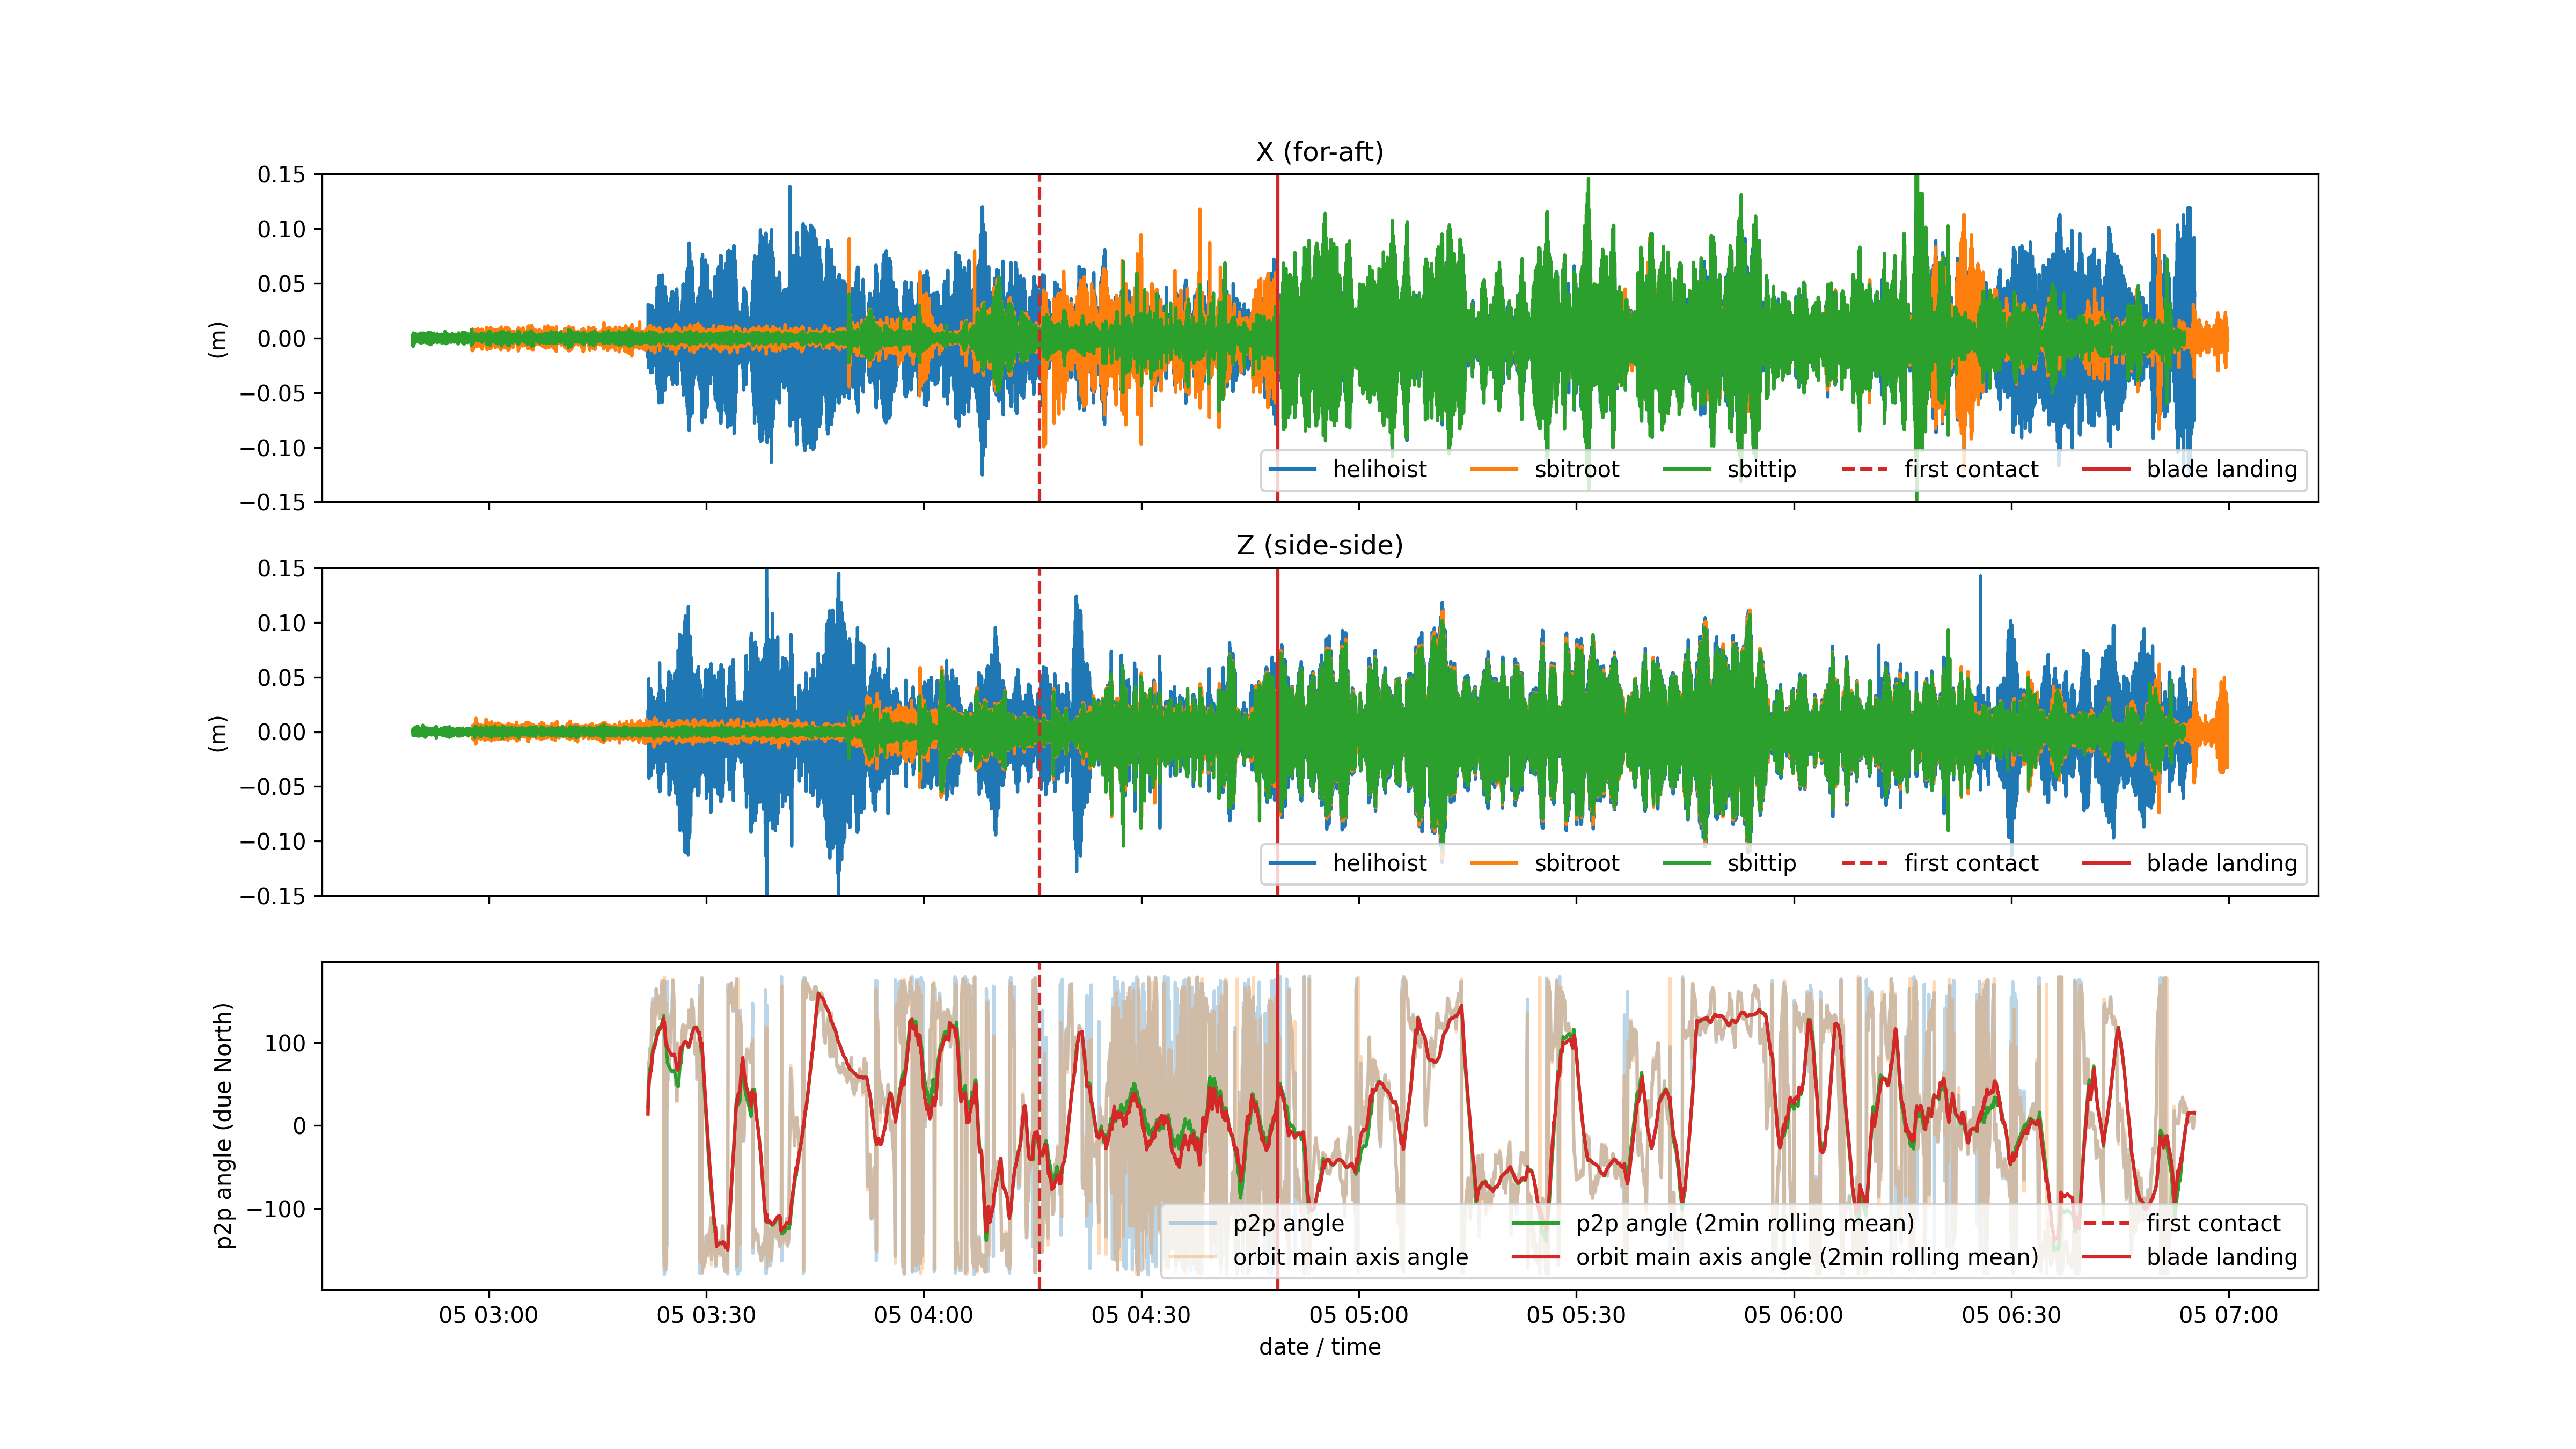 X (for-aft)
0.15
0.10
0.05
0.00
−0.05
−0.10
−0.15
(m)
helihoist sbitroot sbittip first contact blade landing
Z (side-side)
0.15
0.10
0.05
0.00
−0.05
−0.10
−0.15
(m)
helihoist sbitroot sbittip first contact blade landing
100
0
−100
p2p angle (due North)
p2p angle p2p angle (2min rolling mean) first contact
orbit main axis angle orbit main axis angle (2min rolling mean) blade landing
05 03:00 05 03:30 05 04:00 05 04:30 05 05:00 05 05:30 05 06:00 05 06:30 05 07:00
date / time